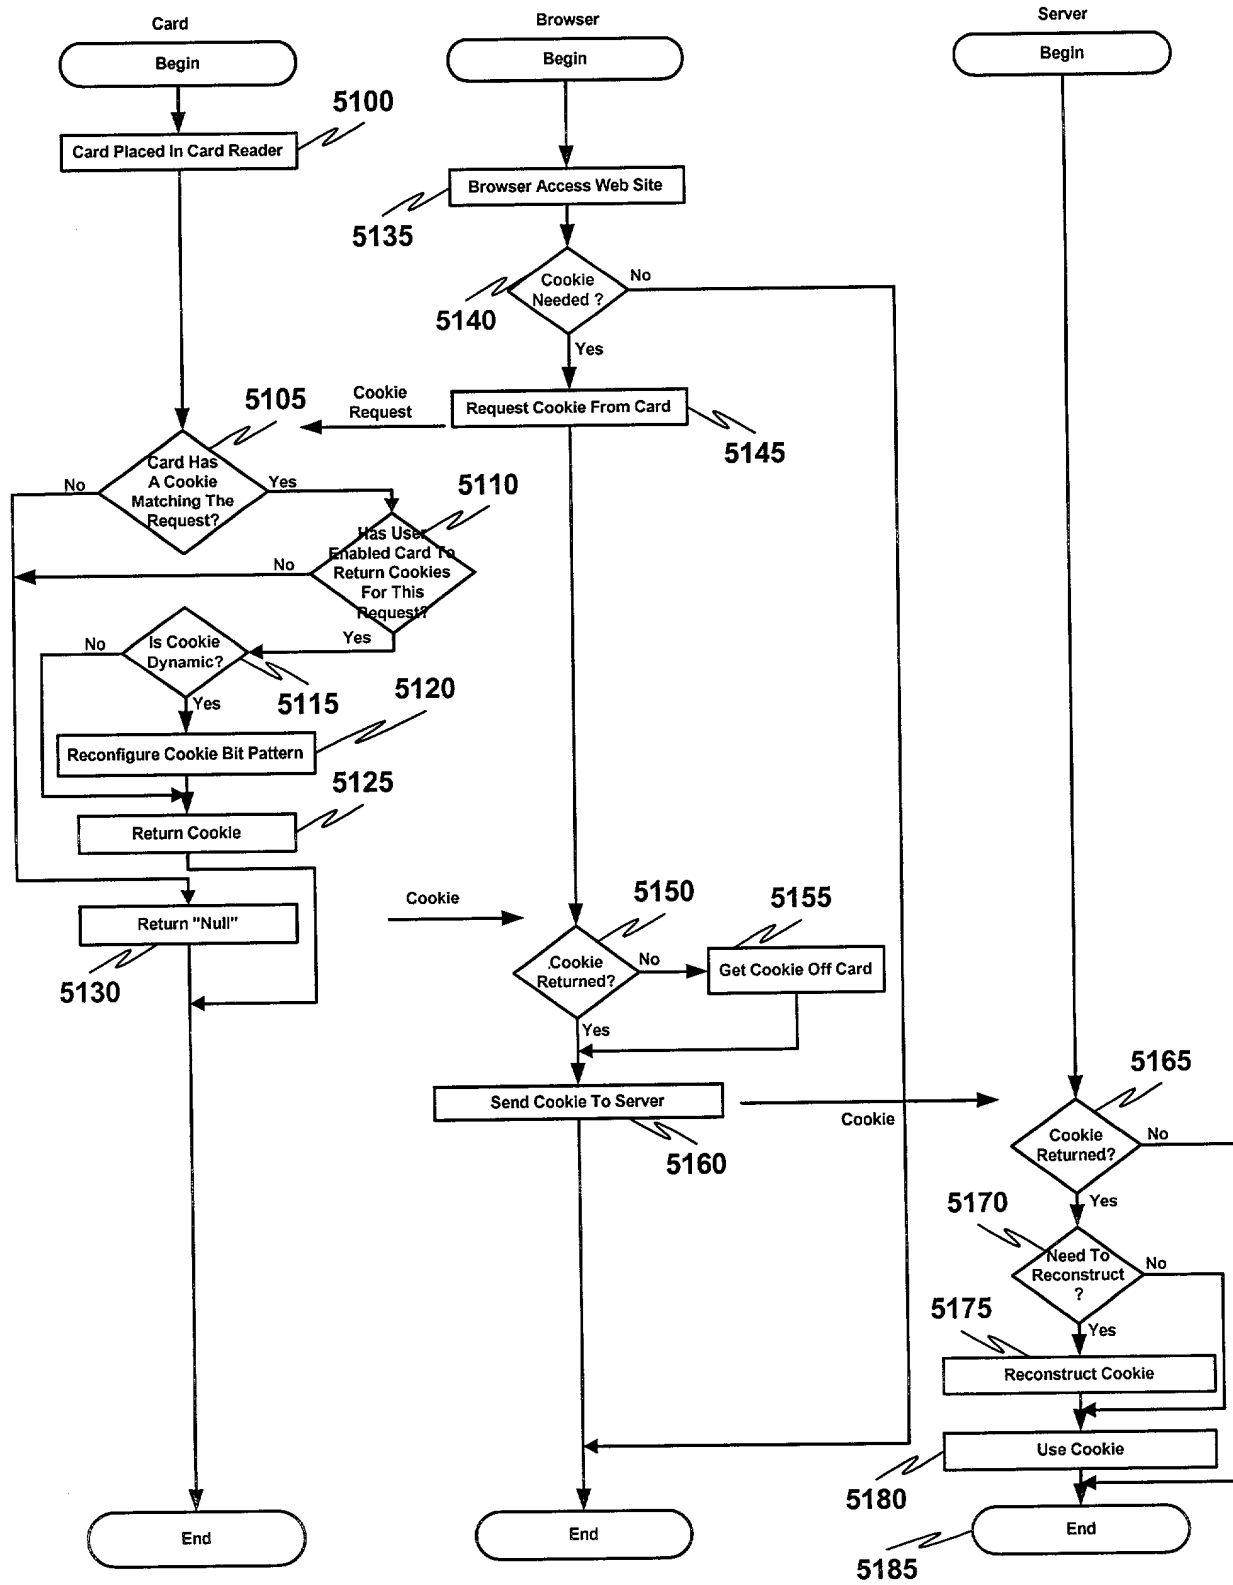 Card
Browser
Server
Begin
Begin
Begin
5100
Card Placed In Card Reader
Browser Access Web Site
5135
Cookie
Needed ?
No
5140
Yes
Cookie
Request
Request Cookie From Card
5145
5105
Card Has
A Cookie
Matching The
Request?
No
Yes
5110
Has User
Enabled Card To
Return Cookies
For This
Request?
No
Yes
Is Cookie
Dynamic?
No
5115
Yes
5120
Reconfigure Cookie Bit Pattern
5125
Return Cookie
Return "Null"
5130
Cookie
5150
5155
Cookie
Returned?
No
Get Cookie Off Card
Yes
Send Cookie To Server
5160
Cookie
5165
Cookie
Returned?
No
Yes
5170
Need To
Reconstruct
?
No
5175
Yes
Reconstruct Cookie
Use Cookie
5180
End
End
End
5185